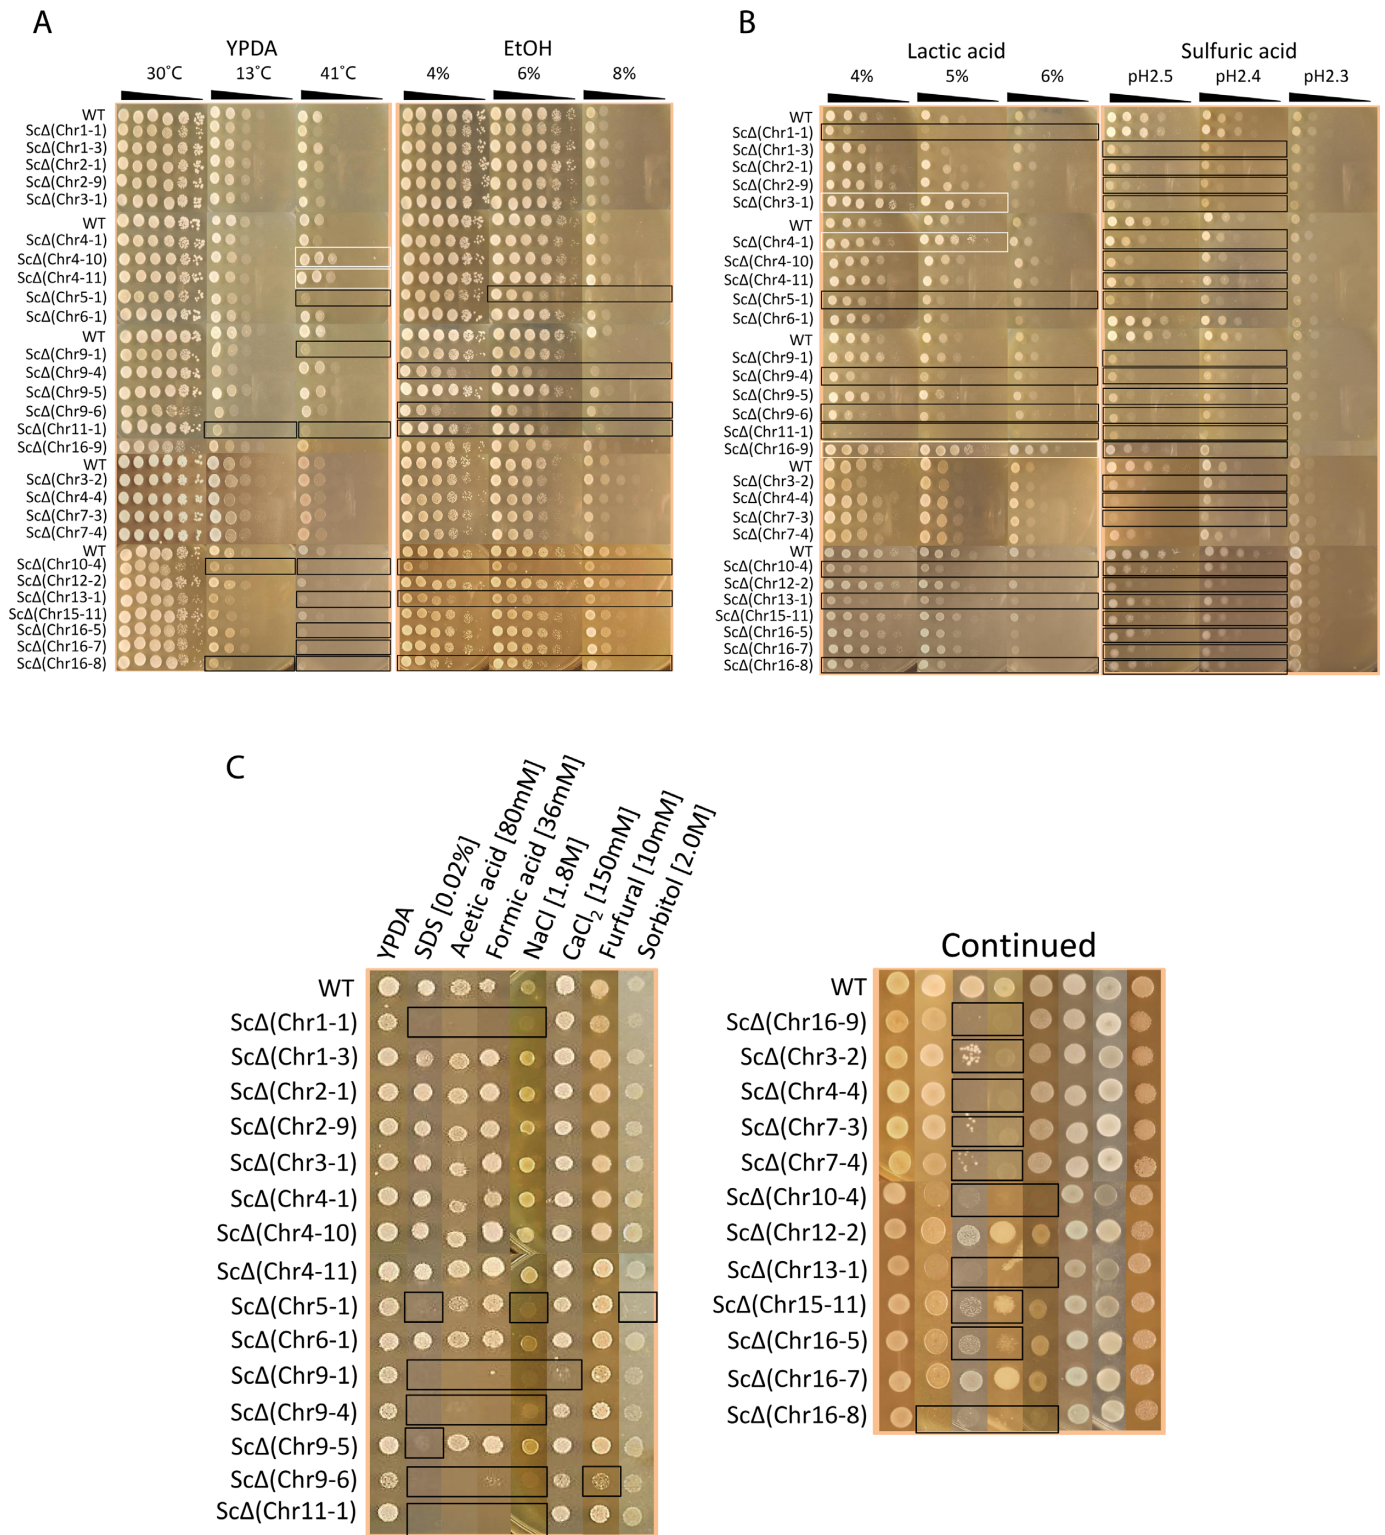 A
YPDA
EtOH
30˚C
13˚C
41˚C
4%
6%
8%
WT
ScΔ(Chr1-1)
ScΔ(Chr1-3)
ScΔ(Chr2-1)
ScΔ(Chr2-9)
ScΔ(Chr3-1)
WT
ScΔ(Chr4-1)
ScΔ(Chr4-10)
ScΔ(Chr4-11)
ScΔ(Chr5-1)
ScΔ(Chr6-1)
WT
ScΔ(Chr9-1)
ScΔ(Chr9-4)
ScΔ(Chr9-5)
ScΔ(Chr9-6)
ScΔ(Chr11-1)
ScΔ(Chr16-9)
WT
ScΔ(Chr3-2)
ScΔ(Chr4-4)
ScΔ(Chr7-3)
ScΔ(Chr7-4)
WT
ScΔ(Chr10-4)
ScΔ(Chr12-2)
ScΔ(Chr13-1)
ScΔ(Chr15-11)
ScΔ(Chr16-5)
ScΔ(Chr16-7)
ScΔ(Chr16-8)
B
Lactic acid
Sulfuric acid
4%
5%
6%
pH2.5
pH2.4
pH2.3
WT
ScΔ(Chr1-1)
ScΔ(Chr1-3)
ScΔ(Chr2-1)
ScΔ(Chr2-9)
ScΔ(Chr3-1)
WT
ScΔ(Chr4-1)
ScΔ(Chr4-10)
ScΔ(Chr4-11)
ScΔ(Chr5-1)
ScΔ(Chr6-1)
WT
ScΔ(Chr9-1)
ScΔ(Chr9-4)
ScΔ(Chr9-5)
ScΔ(Chr9-6)
ScΔ(Chr11-1)
ScΔ(Chr16-9)
WT
ScΔ(Chr3-2)
ScΔ(Chr4-4)
ScΔ(Chr7-3)
ScΔ(Chr7-4)
WT
ScΔ(Chr10-4)
ScΔ(Chr12-2)
ScΔ(Chr13-1)
ScΔ(Chr15-11)
ScΔ(Chr16-5)
ScΔ(Chr16-7)
ScΔ(Chr16-8)
C
YPDA
SDS [0.02%]
Acetic acid [80mM]
Formic acid [36mM]
NaCl [1.8M]
CaCl2 [150mM]
Furfural [10mM]
Sorbitol [2.0M]
WT
ScΔ(Chr1-1)
ScΔ(Chr1-3)
ScΔ(Chr2-1)
ScΔ(Chr2-9)
ScΔ(Chr3-1)
ScΔ(Chr4-1)
ScΔ(Chr4-10)
ScΔ(Chr4-11)
ScΔ(Chr5-1)
ScΔ(Chr6-1)
ScΔ(Chr9-1)
ScΔ(Chr9-4)
ScΔ(Chr9-5)
ScΔ(Chr9-6)
ScΔ(Chr11-1)
Continued
WT
ScΔ(Chr16-9)
ScΔ(Chr3-2)
ScΔ(Chr4-4)
ScΔ(Chr7-3)
ScΔ(Chr7-4)
ScΔ(Chr10-4)
ScΔ(Chr12-2)
ScΔ(Chr13-1)
ScΔ(Chr15-11)
ScΔ(Chr16-5)
ScΔ(Chr16-7)
ScΔ(Chr16-8)